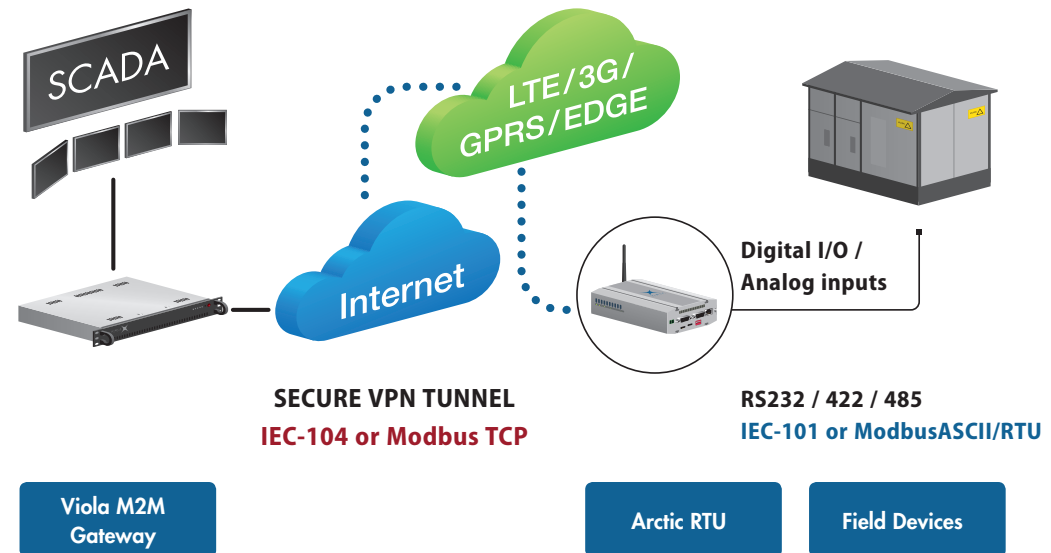 SCADA
LTE/3G/
GPRS/EDGE
Internet
Digital I/O /
Analog inputs
SECURE VPN TUNNEL
IEC-104 or Modbus TCP
RS232 / 422 / 485
IEC-101 or ModbusASCII/RTU
Viola M2M
Gateway
Arctic RTU
Field Devices